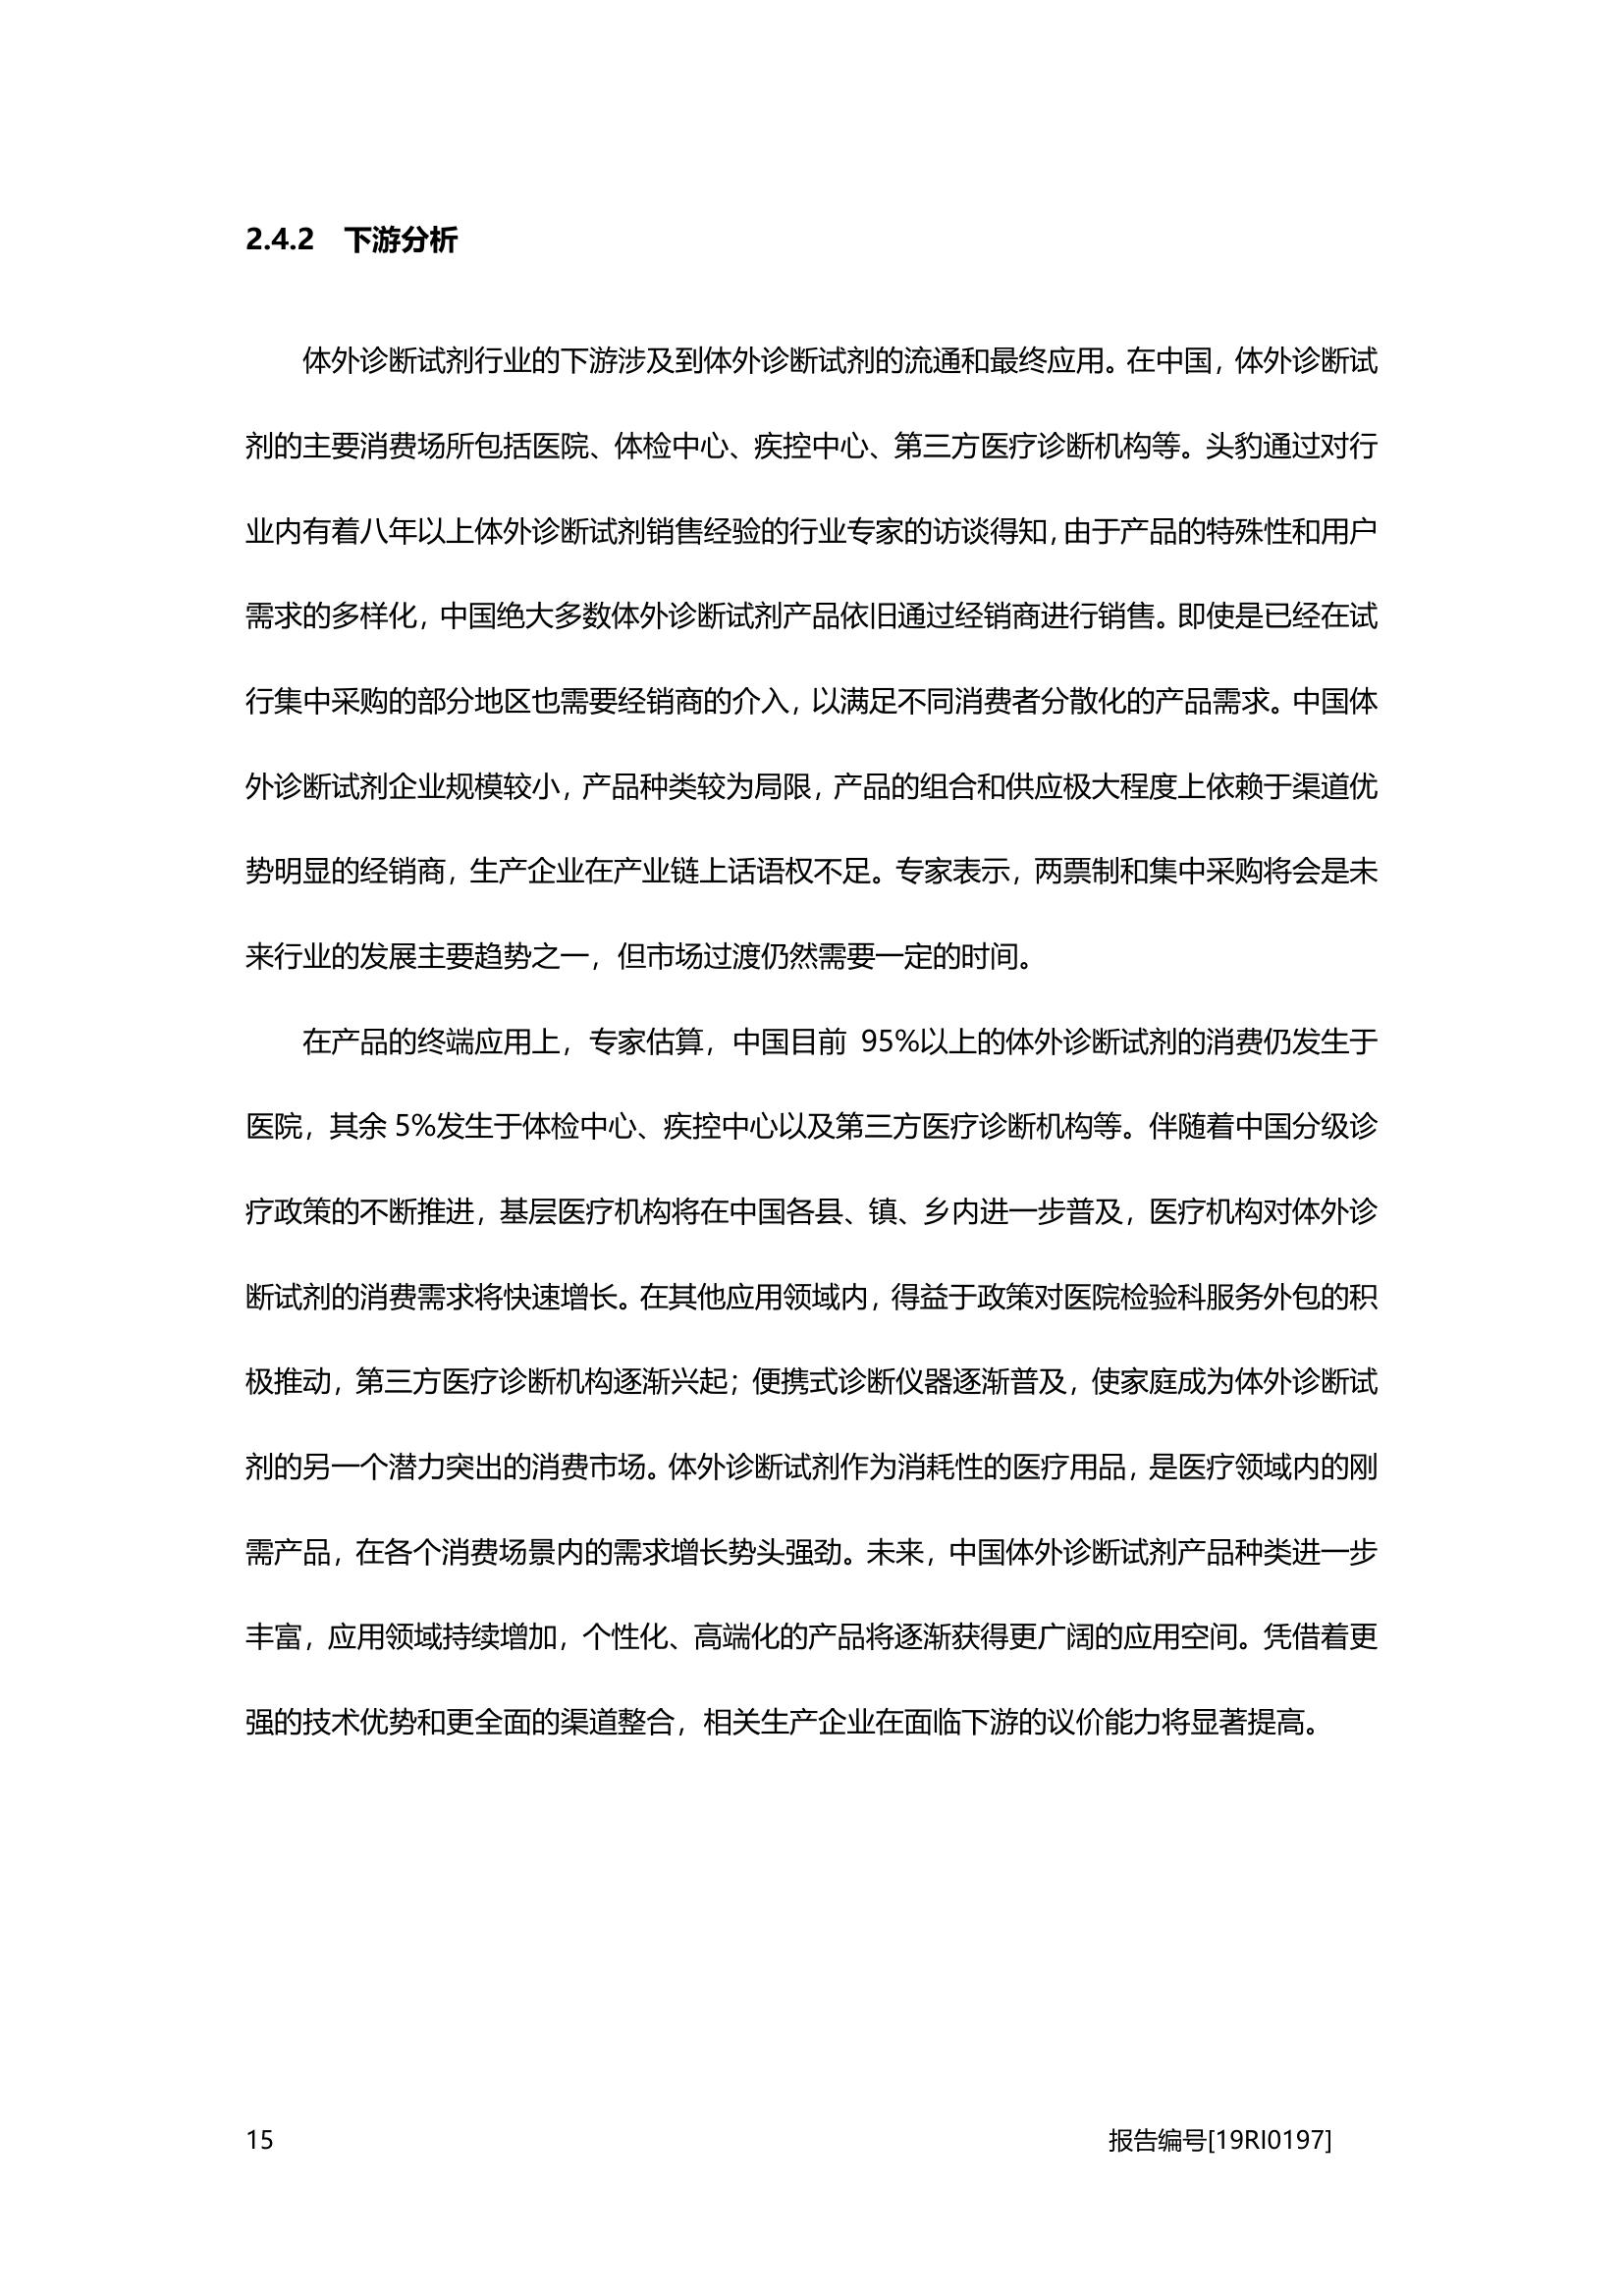 2.4.2 下游分析
体外诊断试剂行业的下游涉及到体外诊断试剂的流通和最终应用。在中国，体外诊断试
剂的主要消费场所包括医院、体检中心、疾控中心、第三方医疗诊断机构等。头豹通过对行
业内有着八年以上体外诊断试剂销售经验的行业专家的访谈得知，由于产品的特殊性和用户
需求的多样化，中国绝大多数体外诊断试剂产品依旧通过经销商进行销售。即使是已经在试
行集中采购的部分地区也需要经销商的介入，以满足不同消费者分散化的产品需求。中国体
外诊断试剂企业规模较小，产品种类较为局限，产品的组合和供应极大程度上依赖于渠道优
势明显的经销商，生产企业在产业链上话语权不足。专家表示，两票制和集中采购将会是未
来行业的发展主要趋势之一，但市场过渡仍然需要一定的时间。
在产品的终端应用上，专家估算，中国目前 95%以上的体外诊断试剂的消费仍发生于
医院，其余 5%发生于体检中心、疾控中心以及第三方医疗诊断机构等。伴随着中国分级诊
疗政策的不断推进，基层医疗机构将在中国各县、镇、乡内进一步普及，医疗机构对体外诊
断试剂的消费需求将快速增长。在其他应用领域内，得益于政策对医院检验科服务外包的积
极推动，第三方医疗诊断机构逐渐兴起；便携式诊断仪器逐渐普及，使家庭成为体外诊断试
剂的另一个潜力突出的消费市场。体外诊断试剂作为消耗性的医疗用品，是医疗领域内的刚
需产品，在各个消费场景内的需求增长势头强劲。未来，中国体外诊断试剂产品种类进一步
丰富，应用领域持续增加，个性化、高端化的产品将逐渐获得更广阔的应用空间。凭借着更
强的技术优势和更全面的渠道整合，相关生产企业在面临下游的议价能力将显著提高。
15 报告编号[19RI0197]